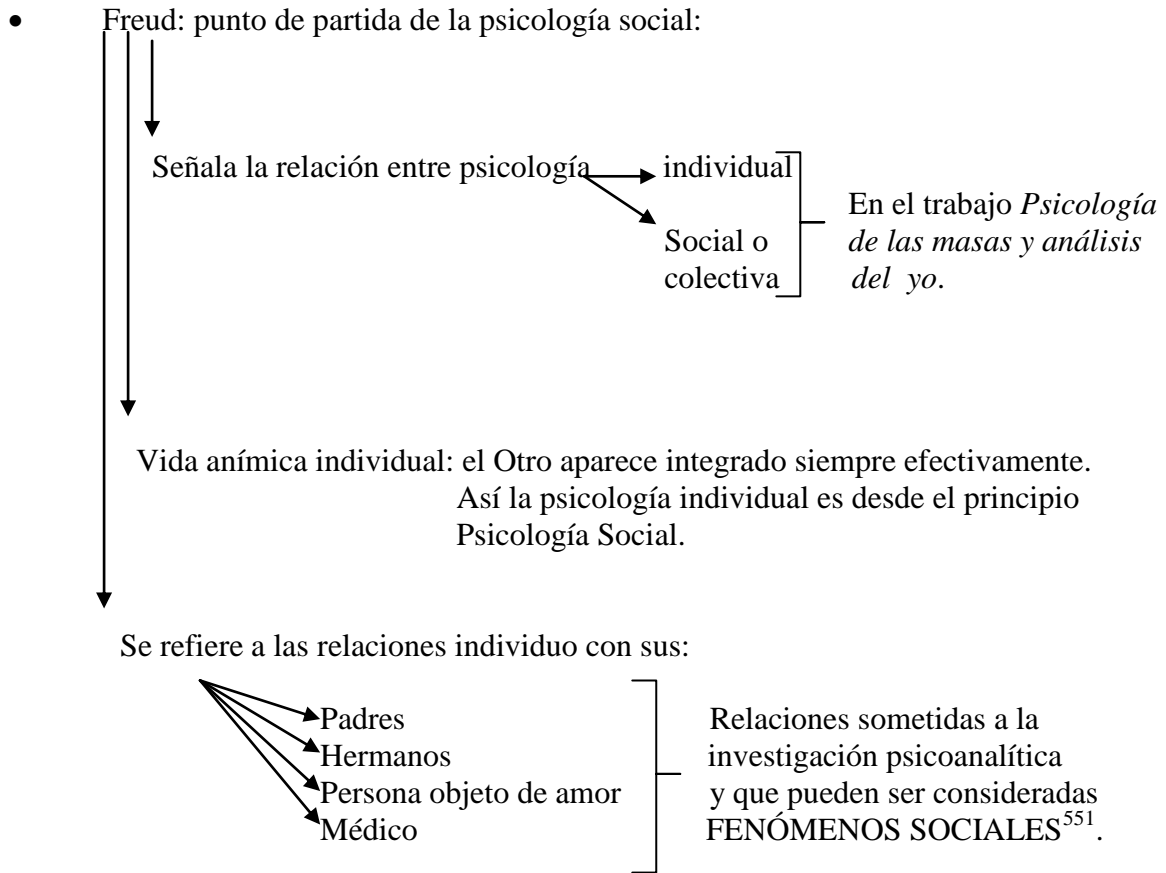 • Freud: punto de partida de la psicología social:
Señala la relación entre psicología individual
Social o
colectiva
En el trabajo Psicología
de las masas y análisis
del yo.
Vida anímica individual: el Otro aparece integrado siempre efectivamente.
Así la psicología individual es desde el principio
Psicología Social.
Se refiere a las relaciones individuo con sus:
Padres
Hermanos
Persona objeto de amor
Médico
Relaciones sometidas a la
investigación psicoanalítica
y que pueden ser consideradas
FENÓMENOS SOCIALES551.